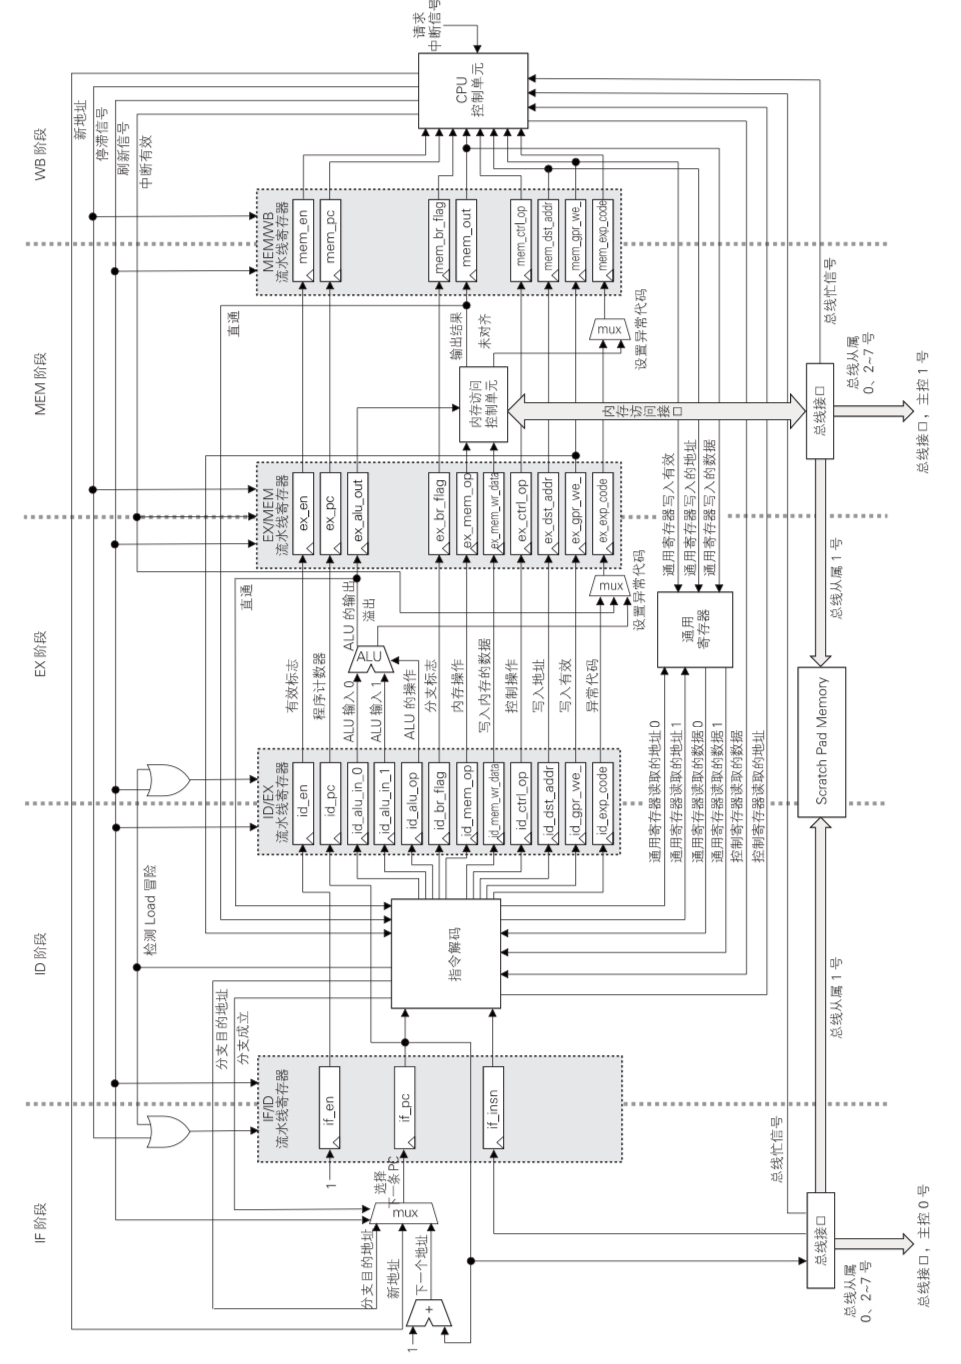 IF 阶段
ID 阶段
EX 阶段
MEM 阶段
WB 阶段
新地址
停滞信号
刷新信号
中断有效
检测 Load 冒险
分支目的地址
分支成立
直通
直通
IF/ID
流水线寄存器
ID/EX
流水线寄存器
EX/MEM
流水线寄存器
MEM/WB
流水线寄存器
1
if_en
if_pc
if_insn
分支目的地址
新地址
下一个地址
1
+
mux
选择
下一条 PC
指令解码
id_en
id_pc
id_alu_in_0
id_alu_in_1
id_alu_op
id_br_flag
id_mem_op
id_mem_wr_data
id_ctrl_op
id_dst_addr
id_gpr_we_
id_exp_code
有效标志
程序计数器
ALU 输入 0
ALU 输入 1
ALU 的操作
分支标志
内存操作
写入内存的数据
控制操作
写入地址
写入有效
异常代码
ALU
ALU 的输出
溢出
mux
设置异常代码
ex_en
ex_pc
ex_alu_out
ex_br_flag
ex_mem_op
ex_mem_wr_data
ex_ctrl_op
ex_dst_addr
ex_gpr_we_
ex_exp_code
内存访问
控制单元
输出结果
未对齐
内存访问接口
mux
设置异常代码
mem_en
mem_pc
mem_br_flag
mem_out
mem_ctrl_op
mem_dst_addr
mem_gpr_we_
mem_exp_code
CPU
控制单元
请求
中断信号
通用寄存器读取的地址 0
通用寄存器读取的地址 1
通用寄存器读取的数据 0
通用寄存器读取的数据 1
控制寄存器读取的数据
控制寄存器读取的地址
通用
寄存器
通用寄存器写入有效
通用寄存器写入的地址
通用寄存器写入的数据
总线忙信号
总线接口
总线从属 1 号
Scratch Pad Memory
总线从属 1 号
总线接口
总线忙信号
总线从属
0、2~7 号
总线从属
0、2~7 号
总线接口，主控 0 号
总线接口，主控 1 号